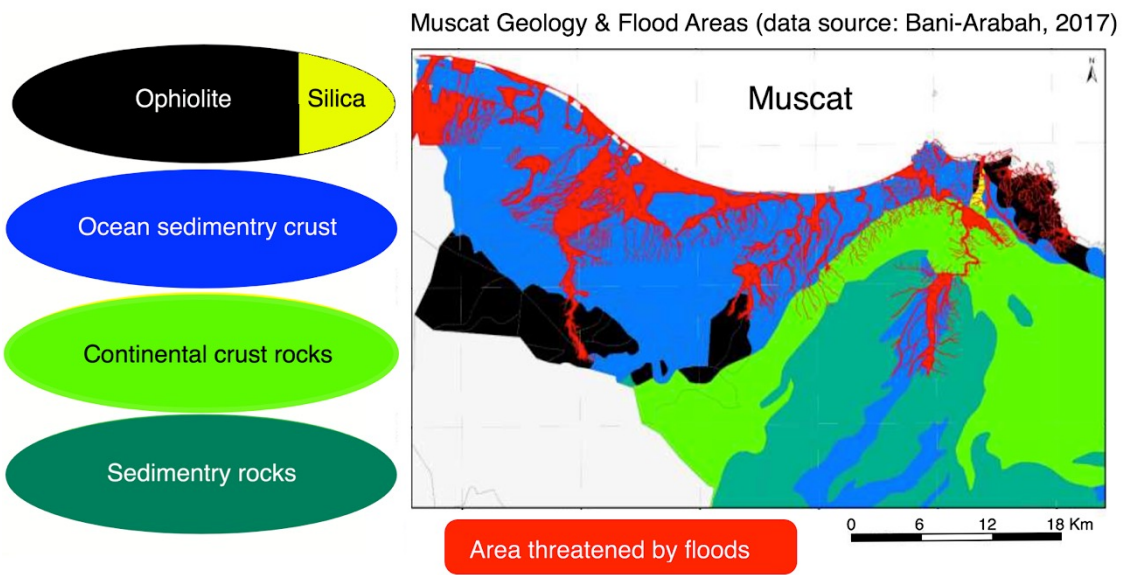 Muscat Geology & Flood Areas (data source: Bani-Arabah, 2017)
Ophiolite
Silica
Ocean sedimentry crust
Continental crust rocks
Sedimentry rocks
Muscat
N
Area threatened by floods
0 6 12 18 Km